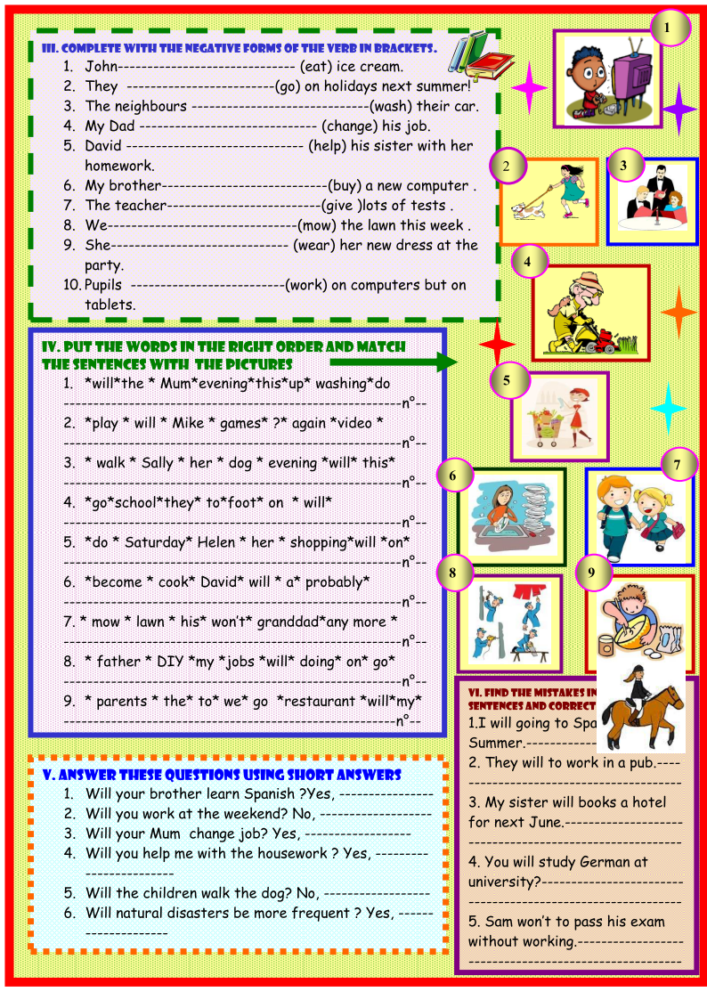 III. COMPLETE WITH THE NEGATIVE FORMS OF THE VERB IN BRACKETS.
1. John------------------------------ (eat) ice cream.
2. They -------------------------(go) on holidays next summer!
3. The neighbours ------------------------------(wash) their car.
4. My Dad ------------------------------ (change) his job.
5. David ------------------------------ (help) his sister with her
homework.
6. My brother----------------------------(buy) a new computer .
7. The teacher--------------------------(give )lots of tests .
8. We--------------------------------(mow) the lawn this week .
9. She------------------------------ (wear) her new dress at the
party.
10. Pupils --------------------------(work) on computers but on
tablets.
IV. PUT THE WORDS IN THE RIGHT ORDER AND MATCH
THE SENTENCES WITH THE PICTURES
1. *will*the * Mum*evening*this*up* washing*do
---------------------------------------------------------n°--
2. *play * will * Mike * games* ?* again *video *
---------------------------------------------------------n°--
3. * walk * Sally * her * dog * evening *will* this*
---------------------------------------------------------n°--
4. *go*school*they* to*foot* on * will*
---------------------------------------------------------n°--
5. *do * Saturday* Helen * her * shopping*will *on*
---------------------------------------------------------n°--
6. *become * cook* David* will * a* probably*
---------------------------------------------------------n°--
7. * mow * lawn * his* won't* granddad*any more *
---------------------------------------------------------n°--
8. * father * DIY *my *jobs *will* doing* on* go*
---------------------------------------------------------n°--
9. * parents * the* to* we* go *restaurant *will*my*
--------------------------------------------------------n°--
V. ANSWER THESE QUESTIONS USING SHORT ANSWERS
1. Will your brother learn Spanish ?Yes, ----------------
2. Will you work at the weekend? No, -------------------
3. Will your Mum change job? Yes, ------------------
4. Will you help me with the housework ? Yes, ---------
---------------
5. Will the children walk the dog? No, ------------------
6. Will natural disasters be more frequent ? Yes, ------
--------------
1
2
3
4
5
6
7
8
9
VI. FIND THE MISTAKES IN
SENTENCES AND CORRECT
1.I will going to Spa
Summer.------------
2. They will to work in a pub.----
------------------------------------
3. My sister will books a hotel
for next June.--------------------
------------------------------------
4. You will study German at
university?------------------------
------------------------------------
5. Sam won't to pass his exam
without working.------------------
------------------------------------